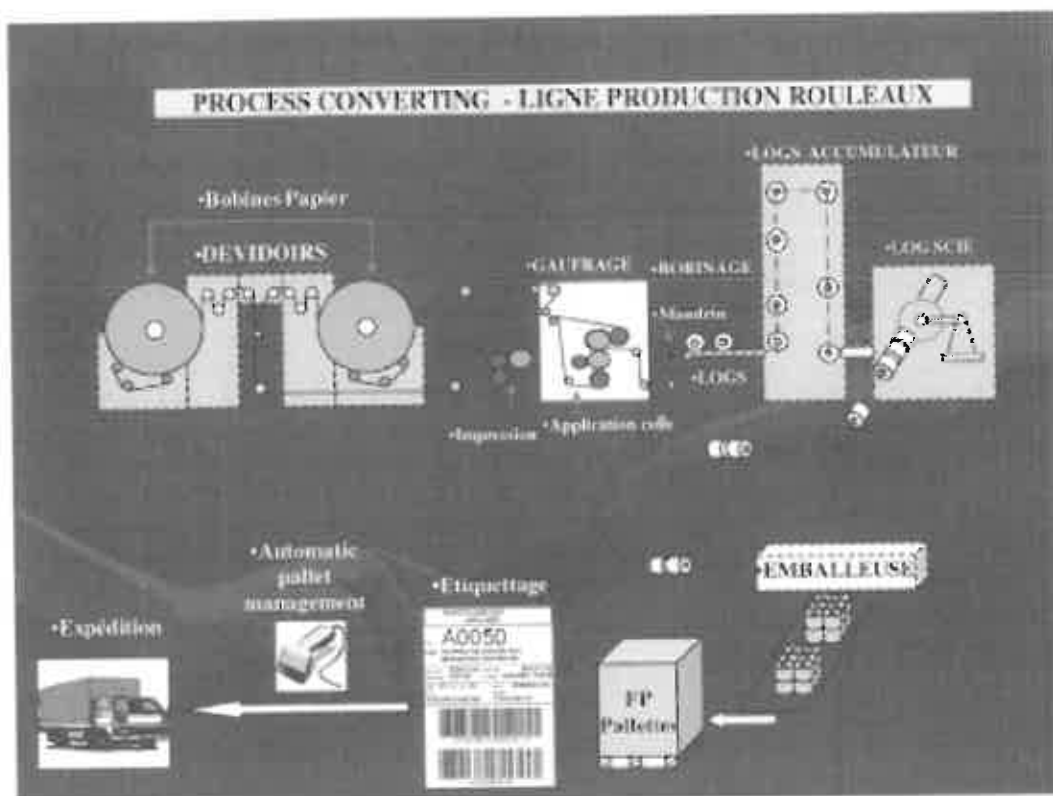 PROCESS CONVERTING - LIGNE PRODUCTION ROULEAUX
•LOGS ACCUMULATEUR
•Bobines Papier
•DEVIDOIRS
•GAUFRAGE
•BOBINAGE
•LOG SCIE
•Mandrin
•LOGS
•Impression
•Application colle
•Automatic
pallet
management
•Etiquettage
•EMBALLEUSE
•Expédition
A0050
FP
Pallettes